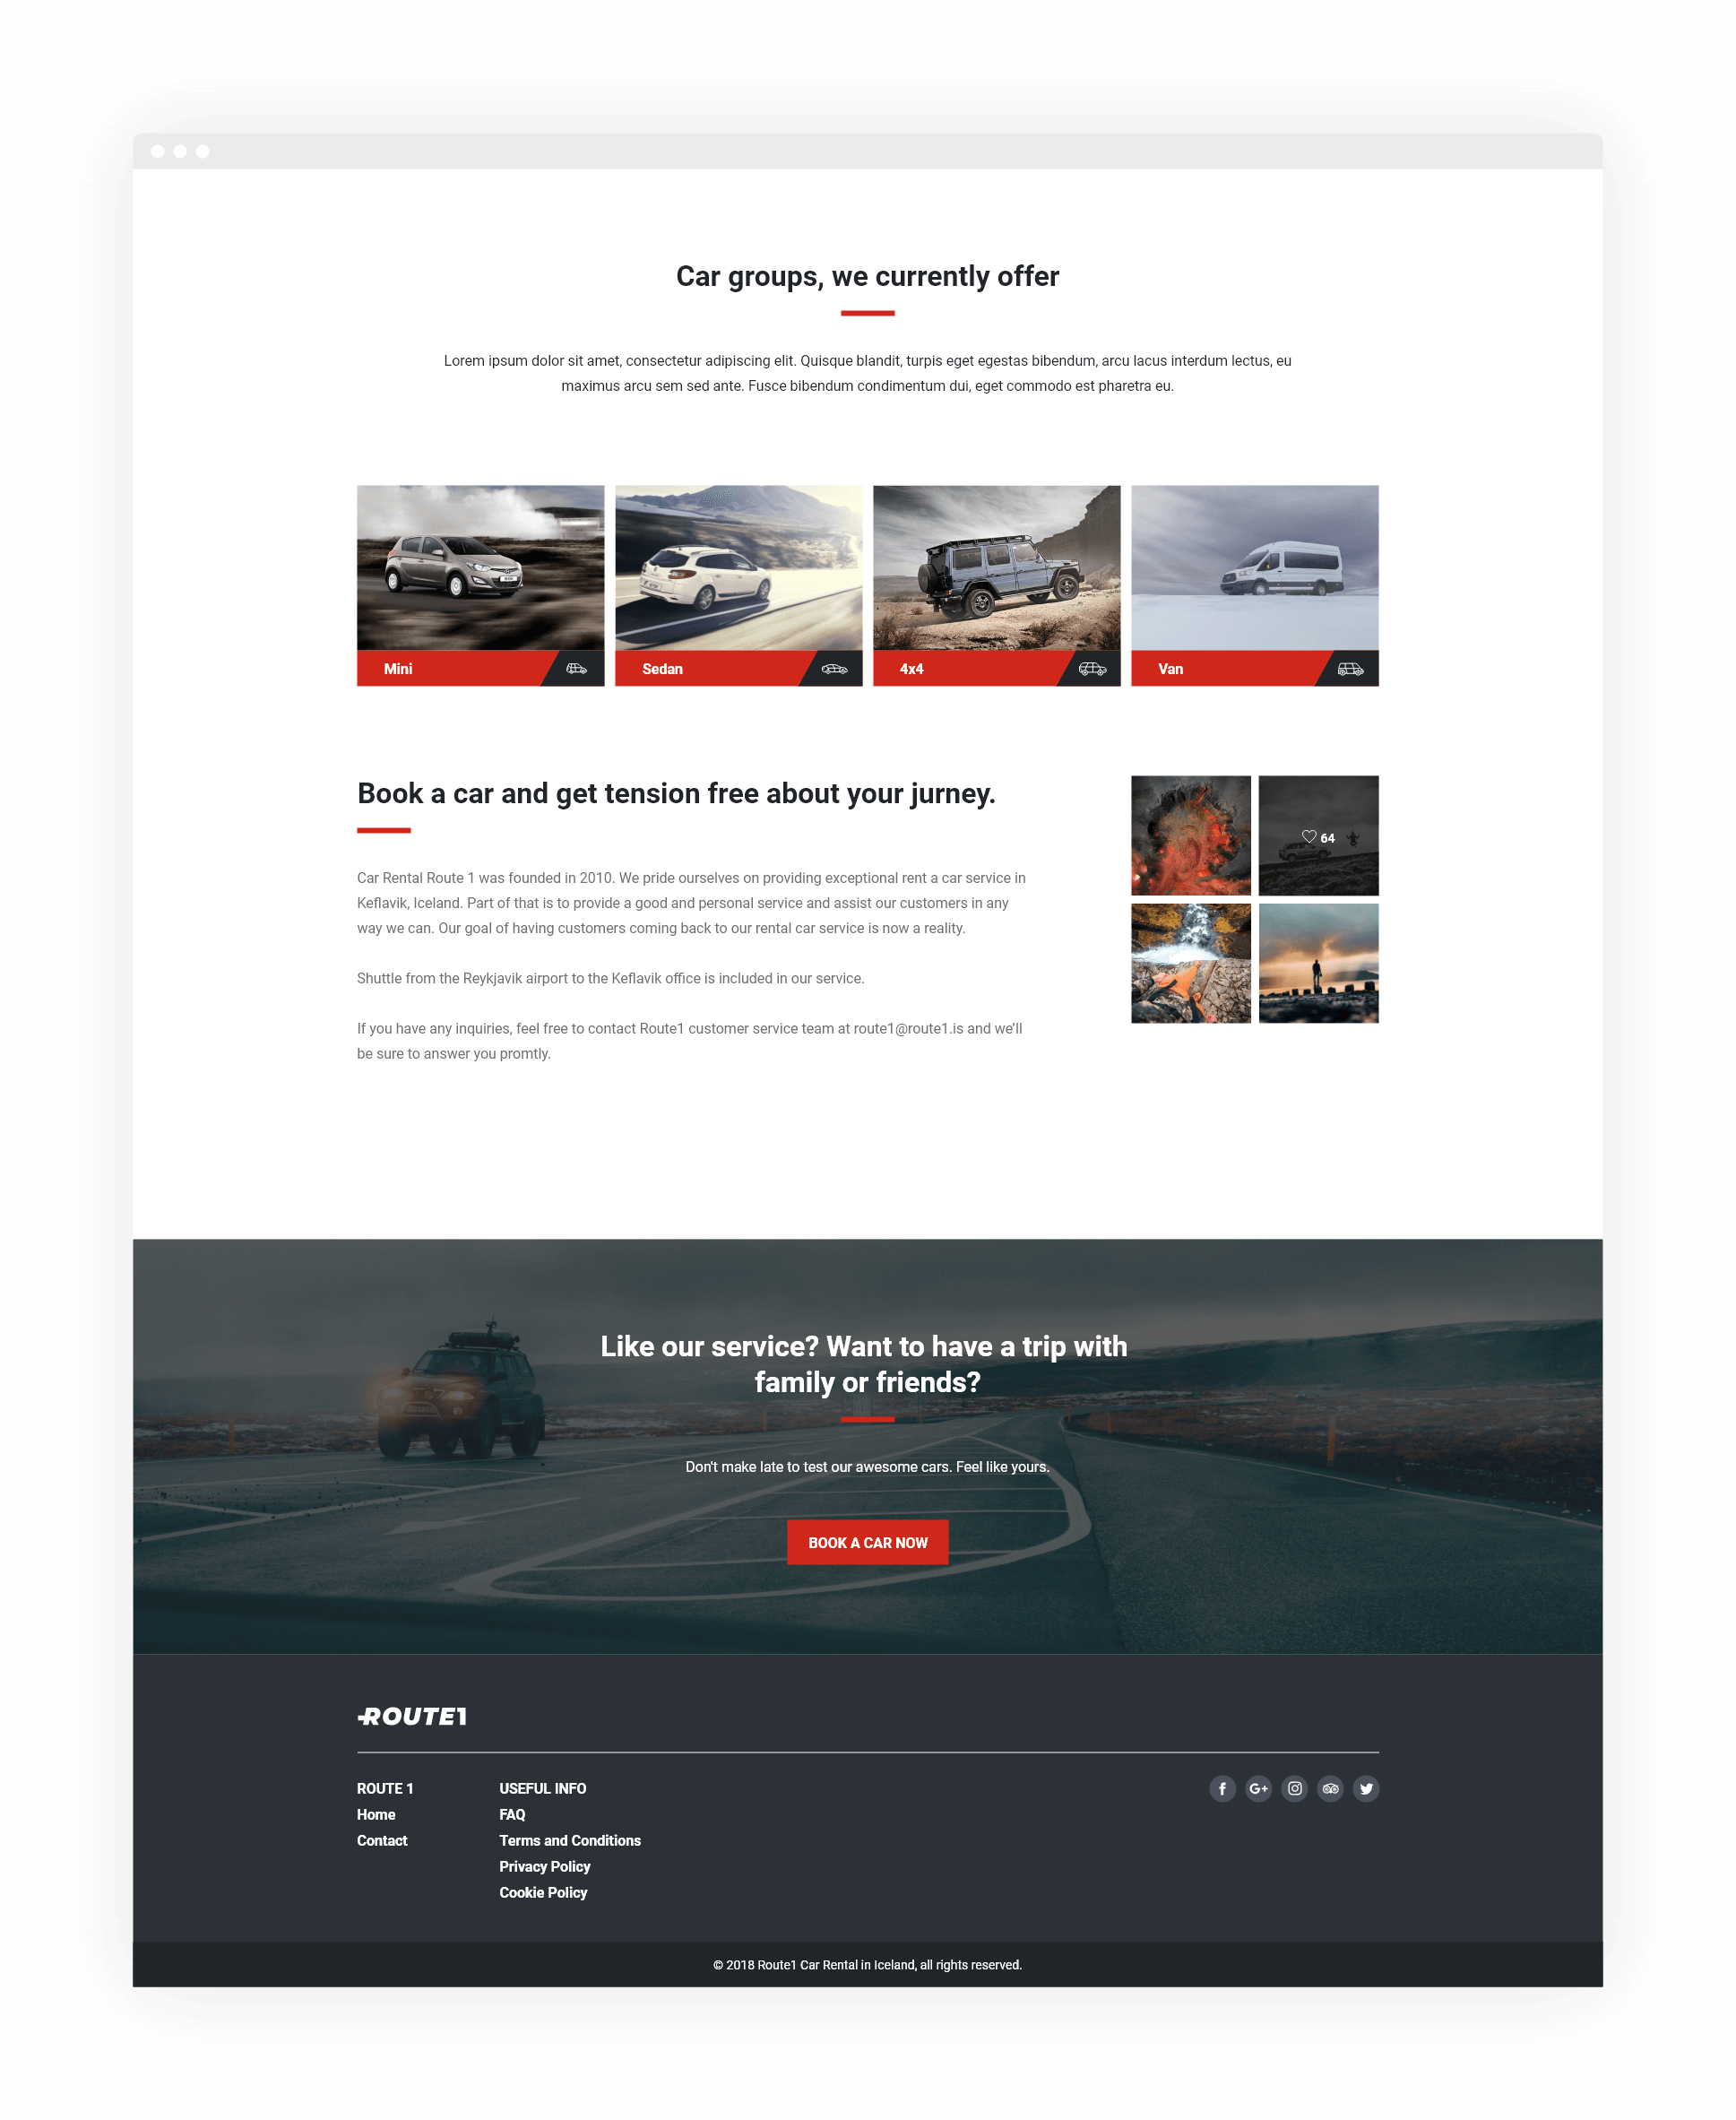 Car groups, we currently offer
Lorem ipsum dolor sit amet, consectetur adipiscing elit. Quisque blandit, turpis eget egestas bibendum, arcu lacus interdum lectus, eu
maximus arcu sem sed ante. Fusce bibendum condimentum dui, eget commodo est pharetra eu.
Mini
Sedan
4x4
Van
Book a car and get tension free about your jurney.
Car Rental Route 1 was founded in 2010. We pride ourselves on providing exceptional rent a car service in
Keflavik, Iceland. Part of that is to provide a good and personal service and assist our customers in any
way we can. Our goal of having customers coming back to our rental car service is now a reality.
Shuttle from the Reykjavik airport to the Keflavik office is included in our service.
If you have any inquiries, feel free to contact Route1 customer service team at route1@route1.is and we’ll
be sure to answer you promtly.
64
Like our service? Want to have a trip with
family or friends?
Don't make late to test our awesome cars. Feel like yours.
BOOK A CAR NOW
ROUTE1
ROUTE 1
Home
Contact
USEFUL INFO
FAQ
Terms and Conditions
Privacy Policy
Cookie Policy
f G+
© 2018 Route1 Car Rental in Iceland, all rights reserved.